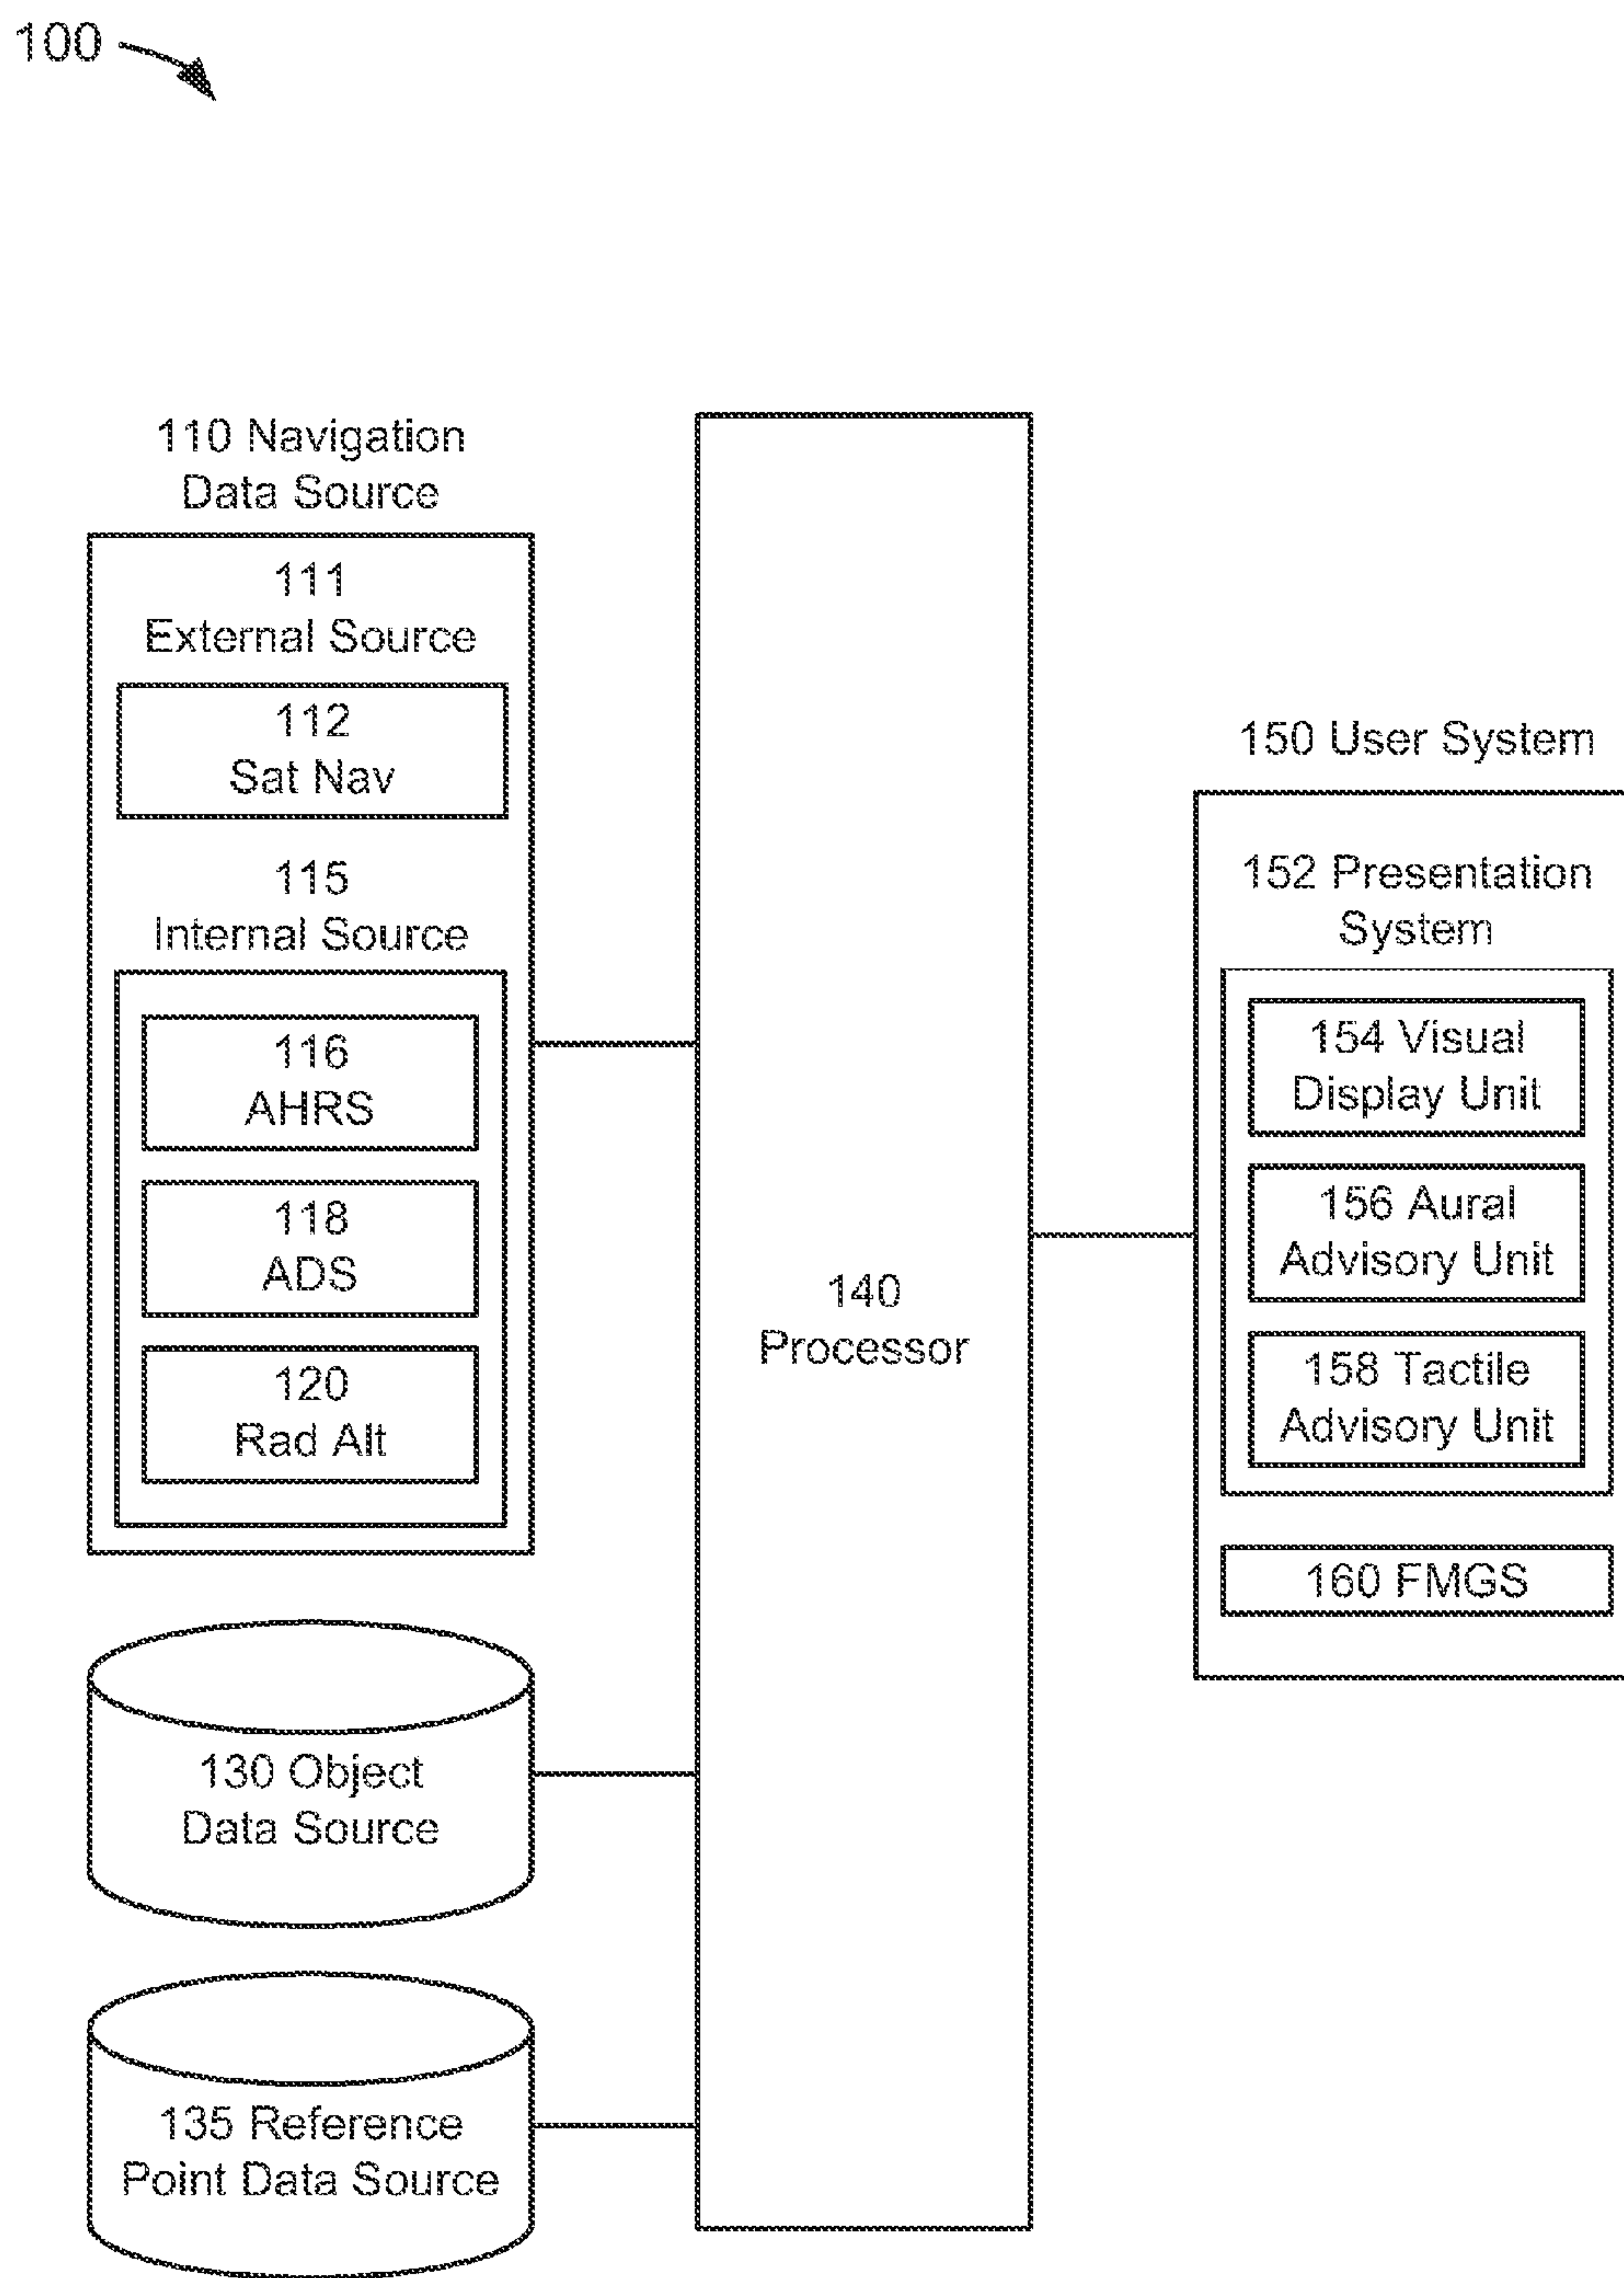 100
110 Navigation
Data Source
111
External Source
112
Sat Nav
115
Internal Source
116
AHRS
118
ADS
120
Rad Alt
130 Object
Data Source
135 Reference
Point Data Source
140
Processor
150 User System
152 Presentation
System
154 Visual
Display Unit
156 Aural
Advisory Unit
158 Tactile
Advisory Unit
160 FMGS